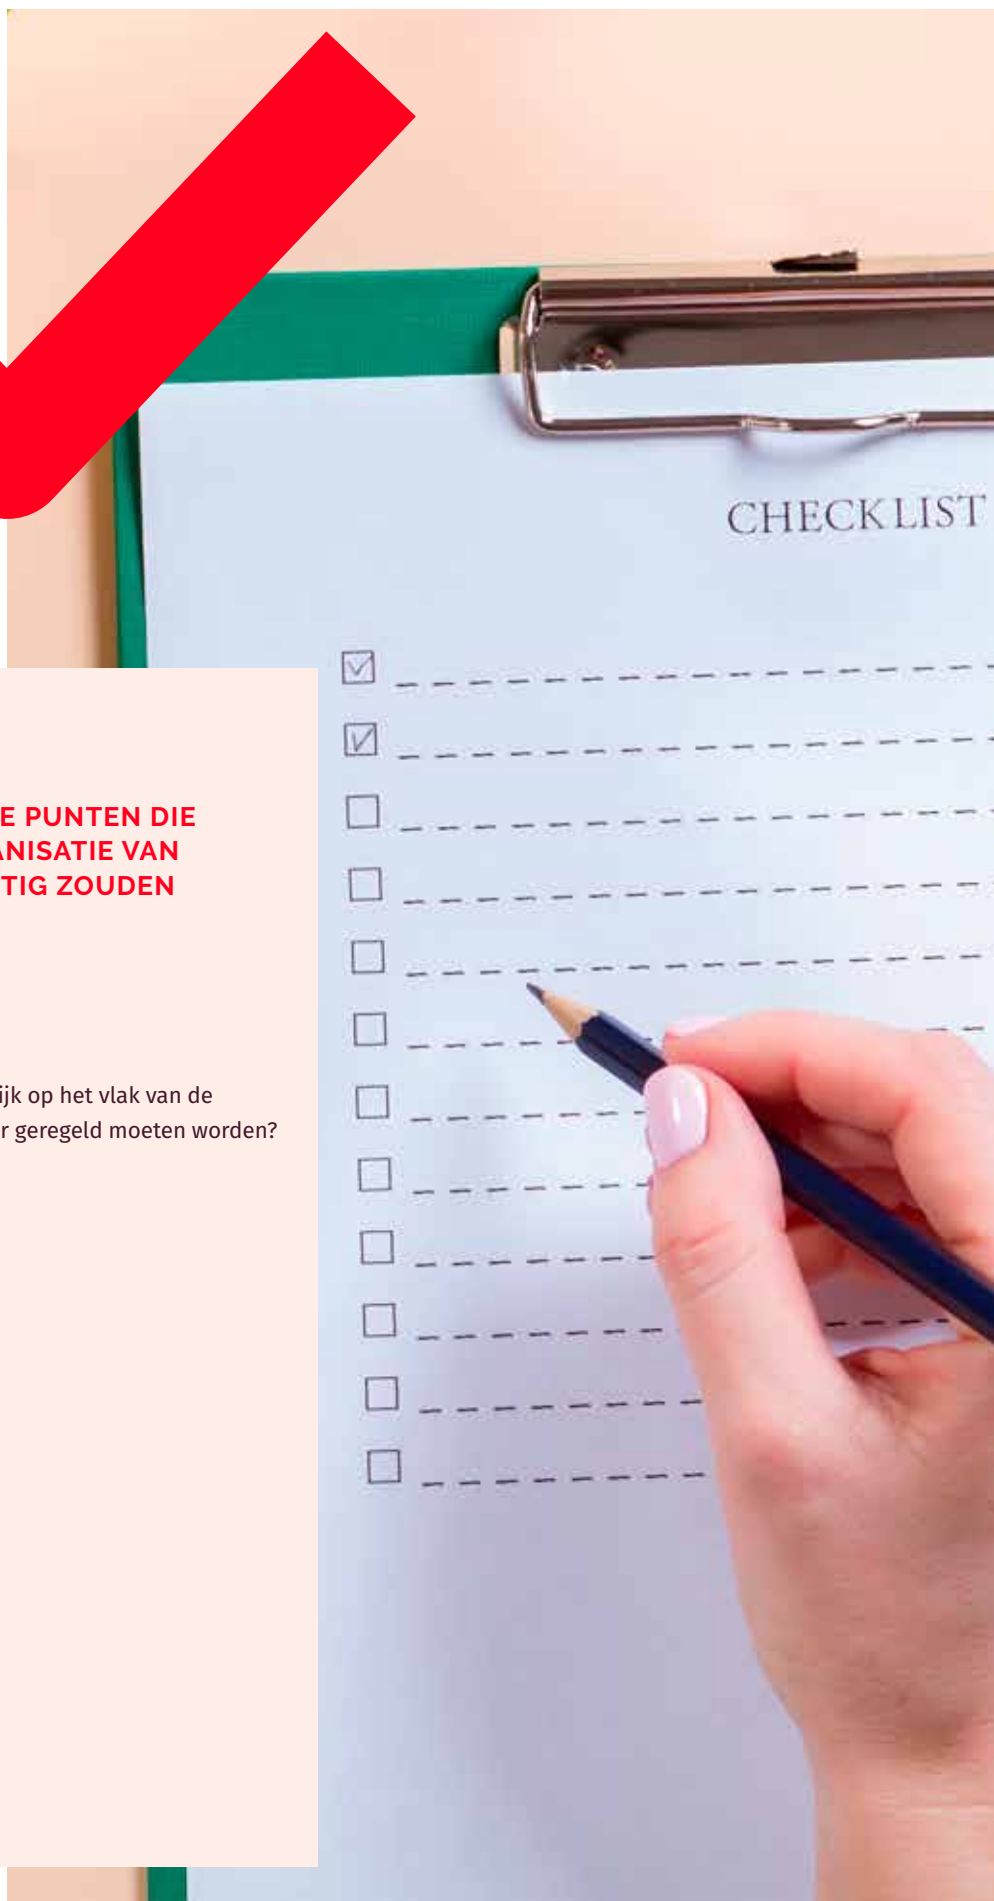 CHECKLIST
E PUNTEN DIE
ANISATIE VAN
TIG ZOUDEN
ijk op het vlak van de
r geregeld moeten worden?